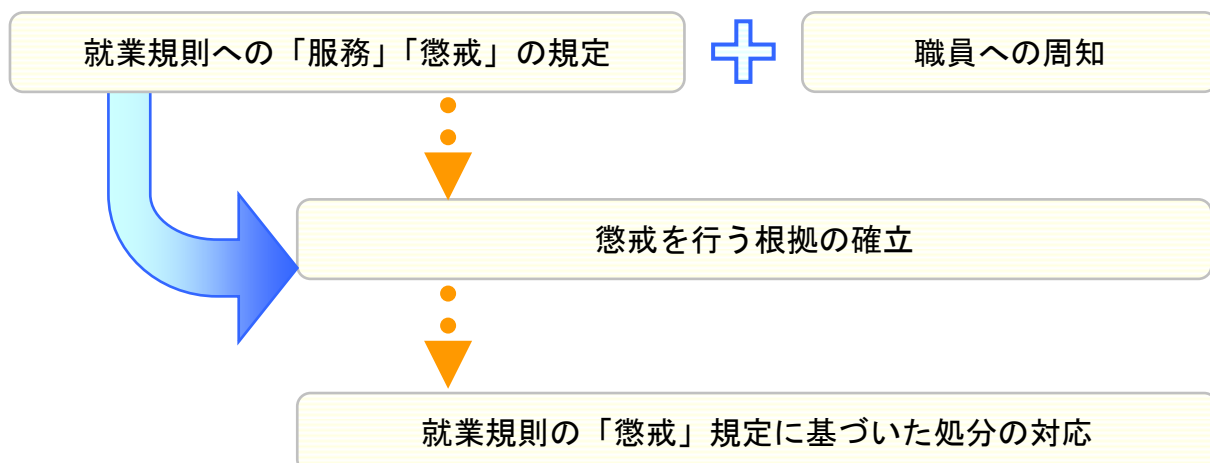 就業規則への「服務」「懲戒」の規定
職員への周知
懲戒を行う根拠の確立
就業規則の「懲戒」規定に基づいた処分の対応